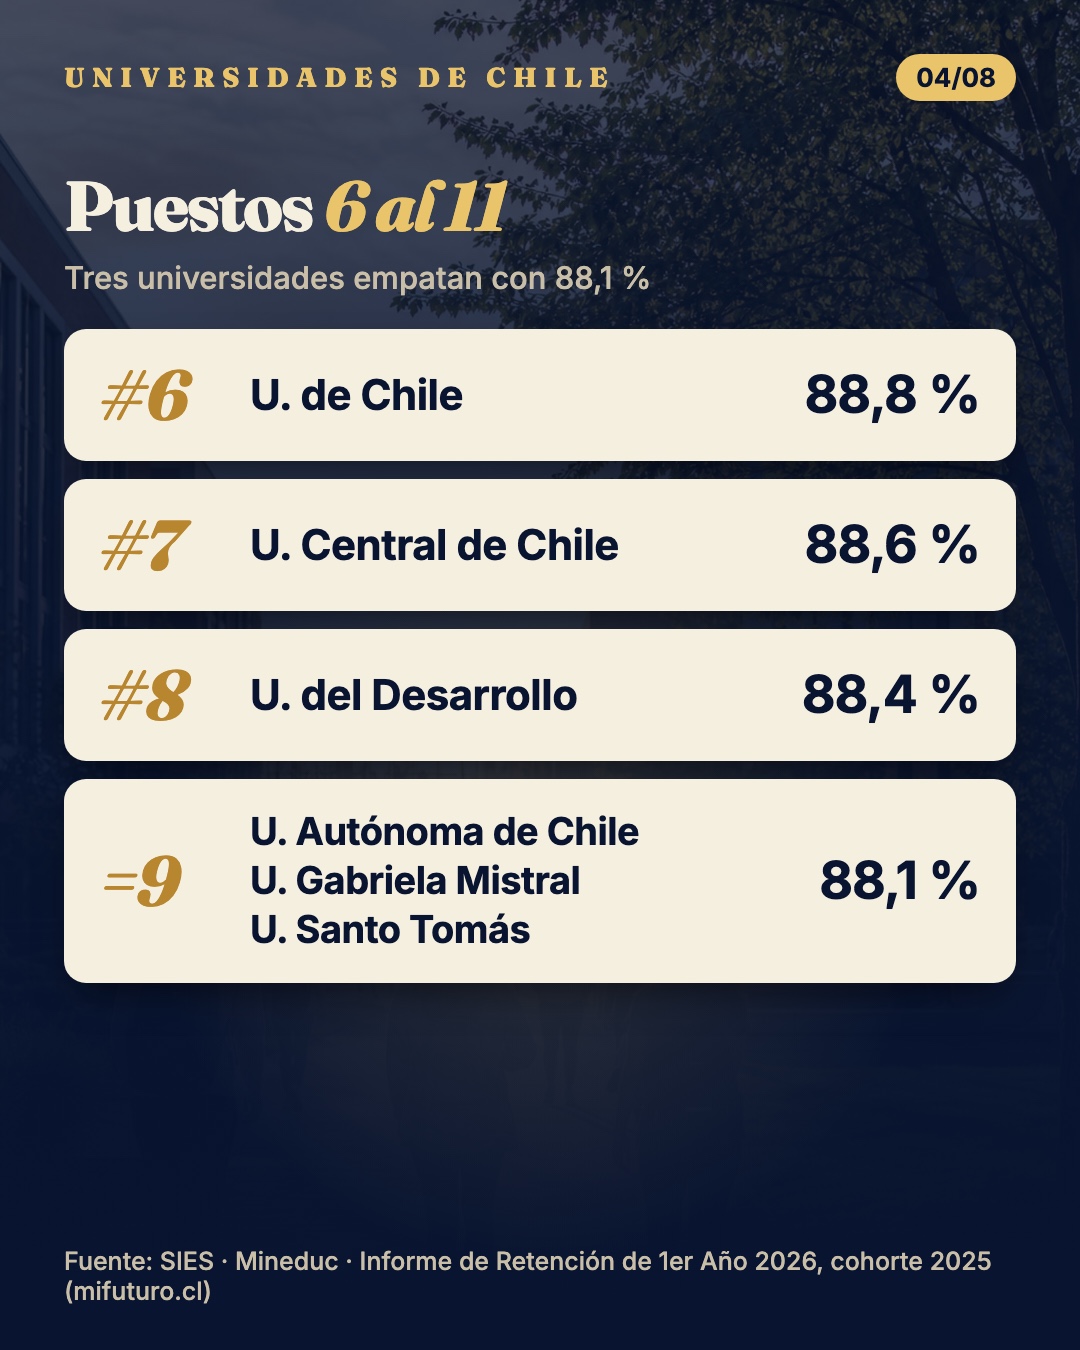 UNIVERSIDADES DE CHILE
04/08
Puestos 6 al 11
Tres universidades empatan con 88,1 %
#6 U. de Chile 88,8 %
#7 U. Central de Chile 88,6 %
#8 U. del Desarrollo 88,4 %
U. Autónoma de Chile
=9 U. Gabriela Mistral 88,1 %
U. Santo Tomás
Fuente: SIES · Mineduc · Informe de Retención de 1er Año 2026, cohorte 2025
(mifuturo.cl)